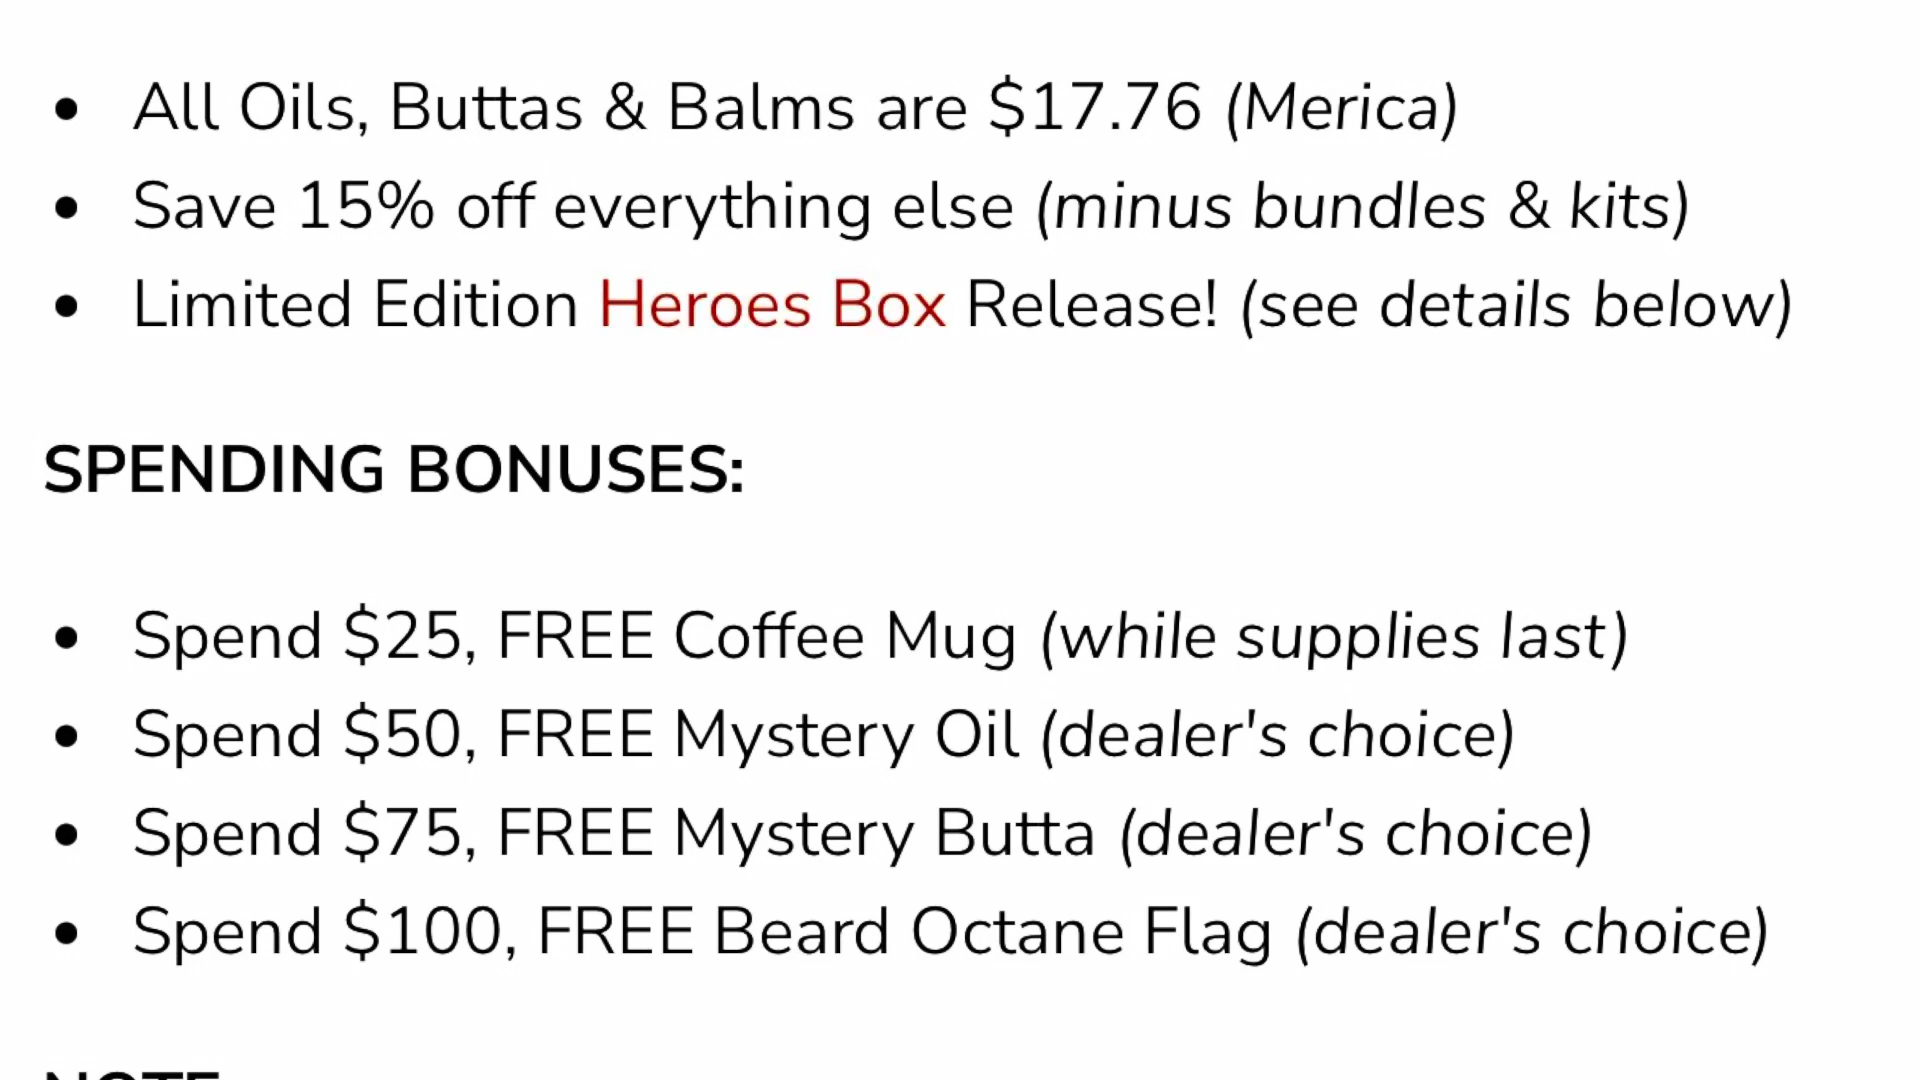 • All Oils, Buttas & Balms are $17.76 (Merica)
• Save 15% off everything else (minus bundles & kits)
• Limited Edition Heroes Box Release! (see details below)
SPENDING BONUSES:
• Spend $25, FREE Coffee Mug (while supplies last)
• Spend $50, FREE Mystery Oil (dealer's choice)
• Spend $75, FREE Mystery Butta (dealer's choice)
• Spend $100, FREE Beard Octane Flag (dealer's choice)
NOTE